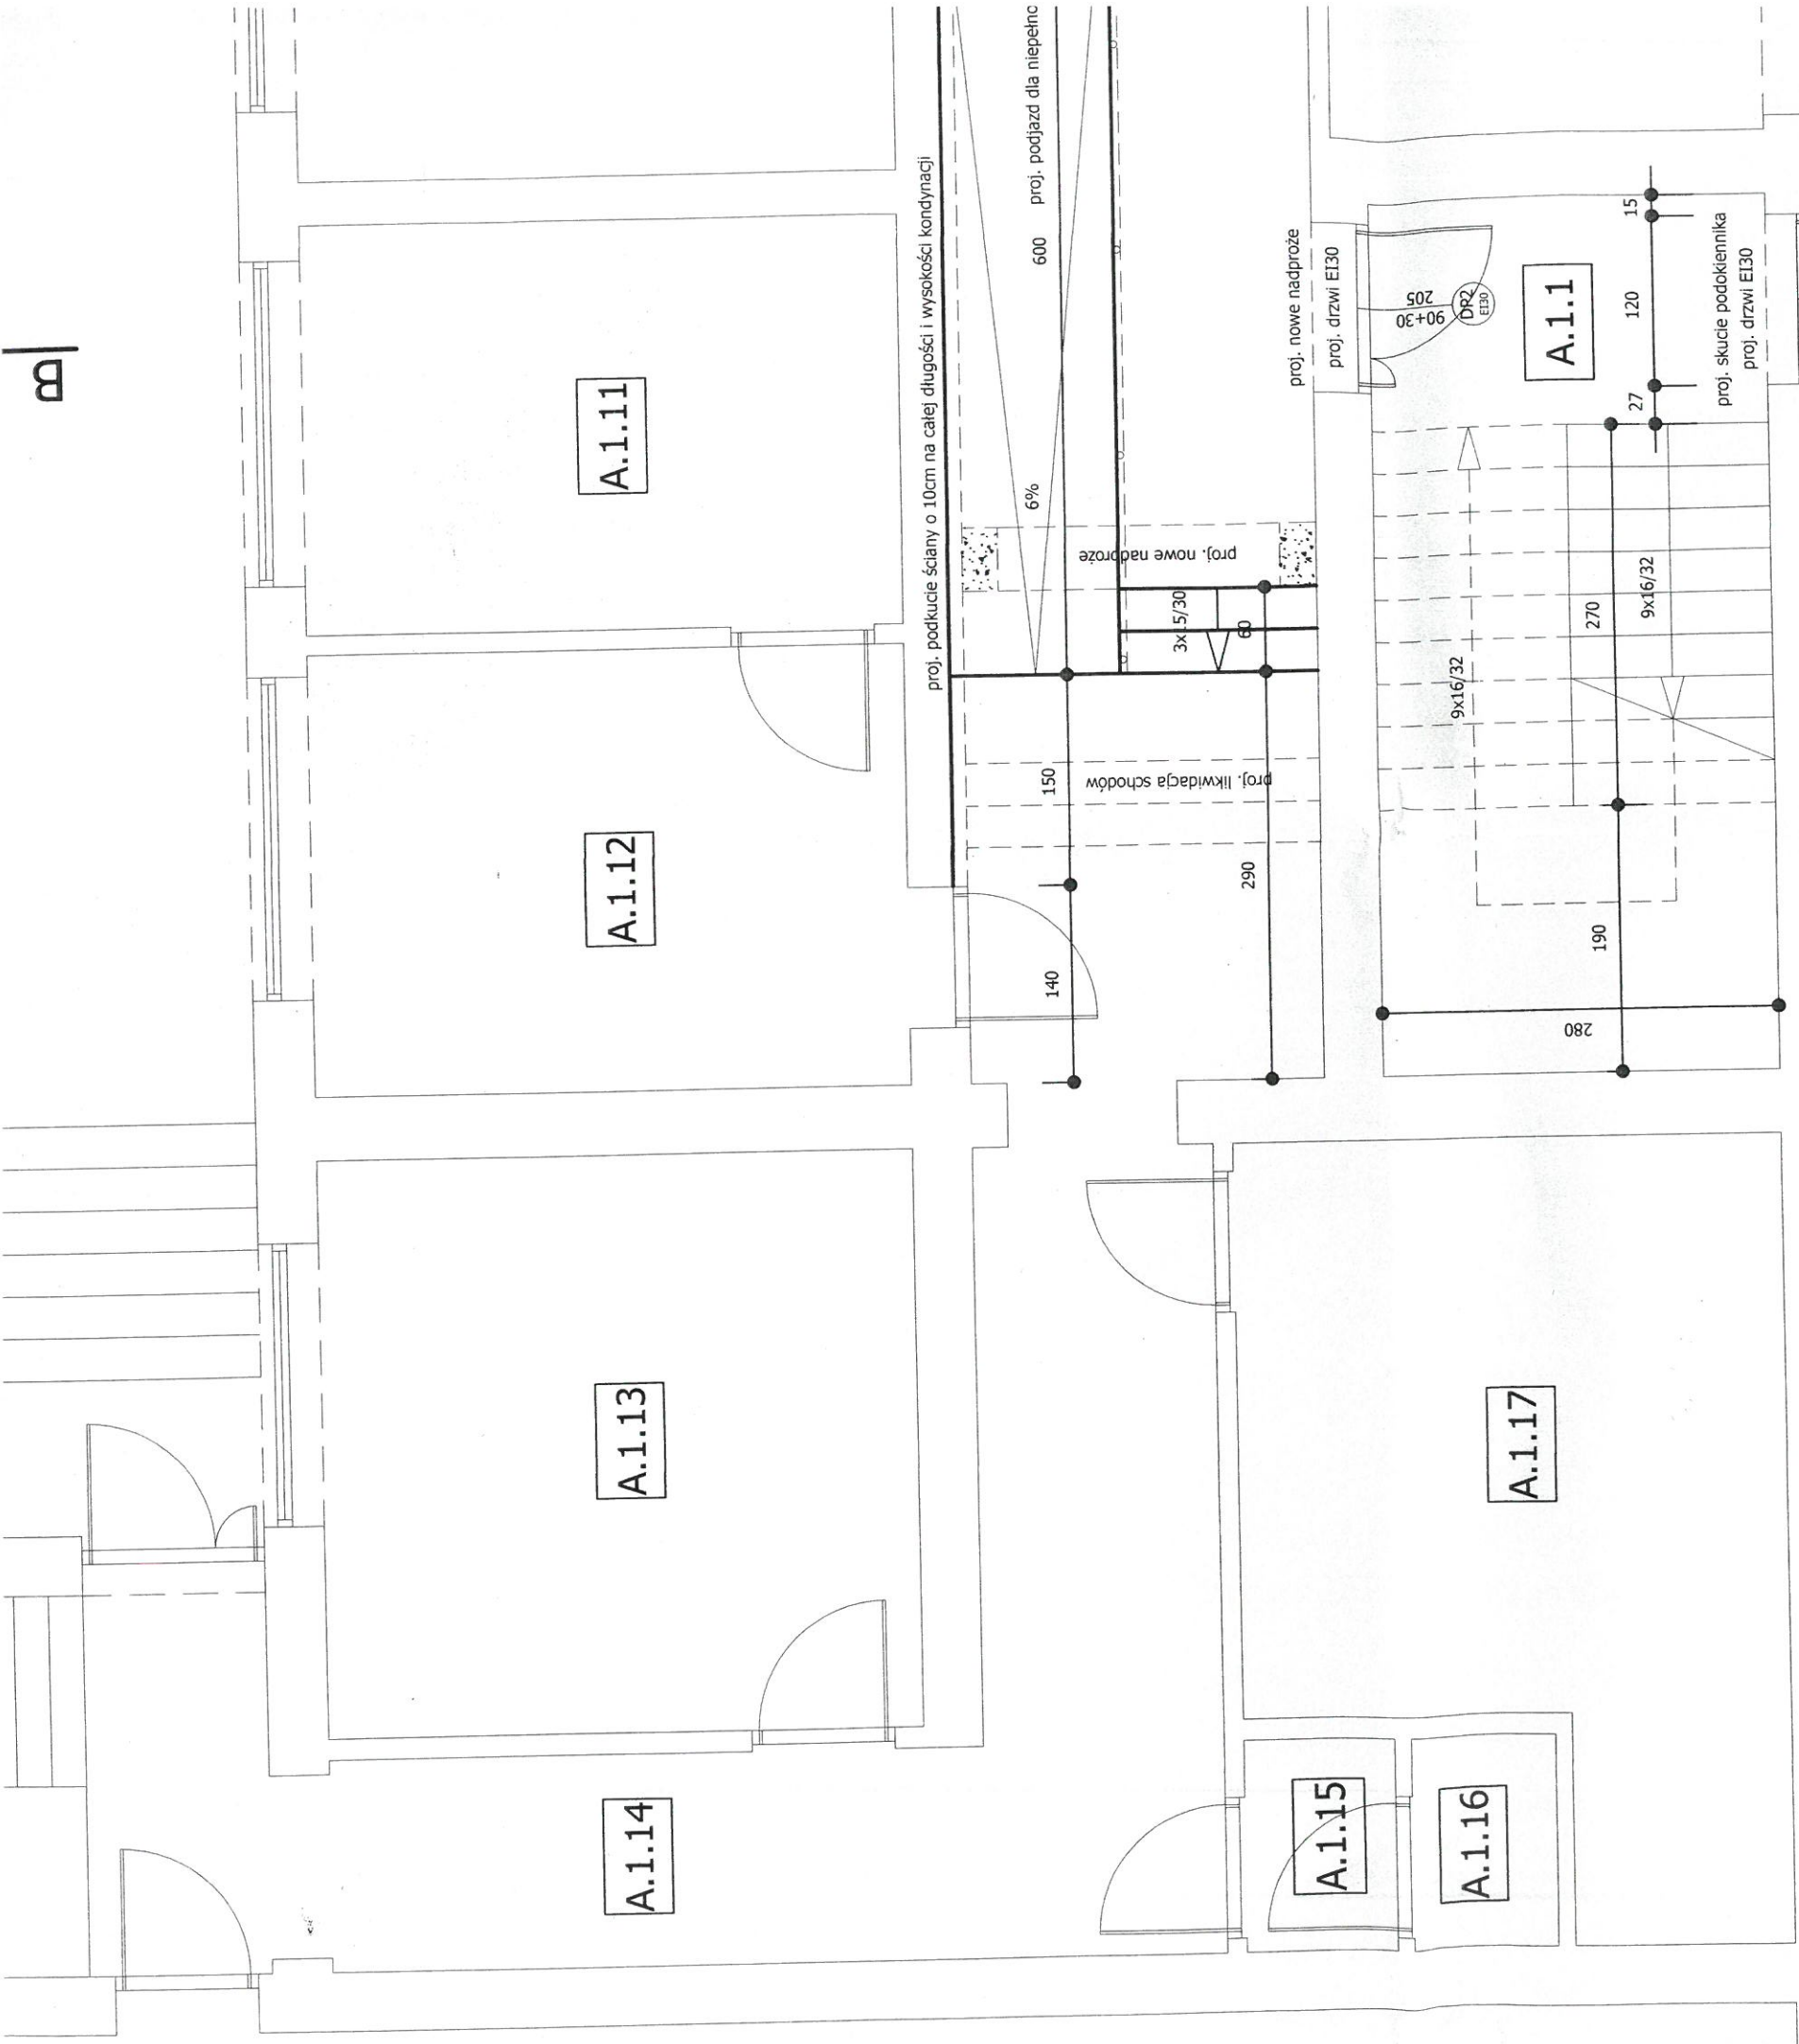 B
A.1.11
A.1.12
A.1.13
A.1.14
proj. podkucie ściany o 10cm na całej długości i wysokości kondynacji
600
proj. podjazd dla niepełno
6%
proj. nowe nadproże
3x15/30
60
150
proj. likwidacja schodów
140
290
proj. nowe nadproże
proj. drzwi EI30
90+30
205
DR2
EI30
A.1.1
15
120
27
proj. skucie podokiennika
proj. drzwi EI30
9x16/32
270
9x16/32
190
280
A.1.17
A.1.15
A.1.16